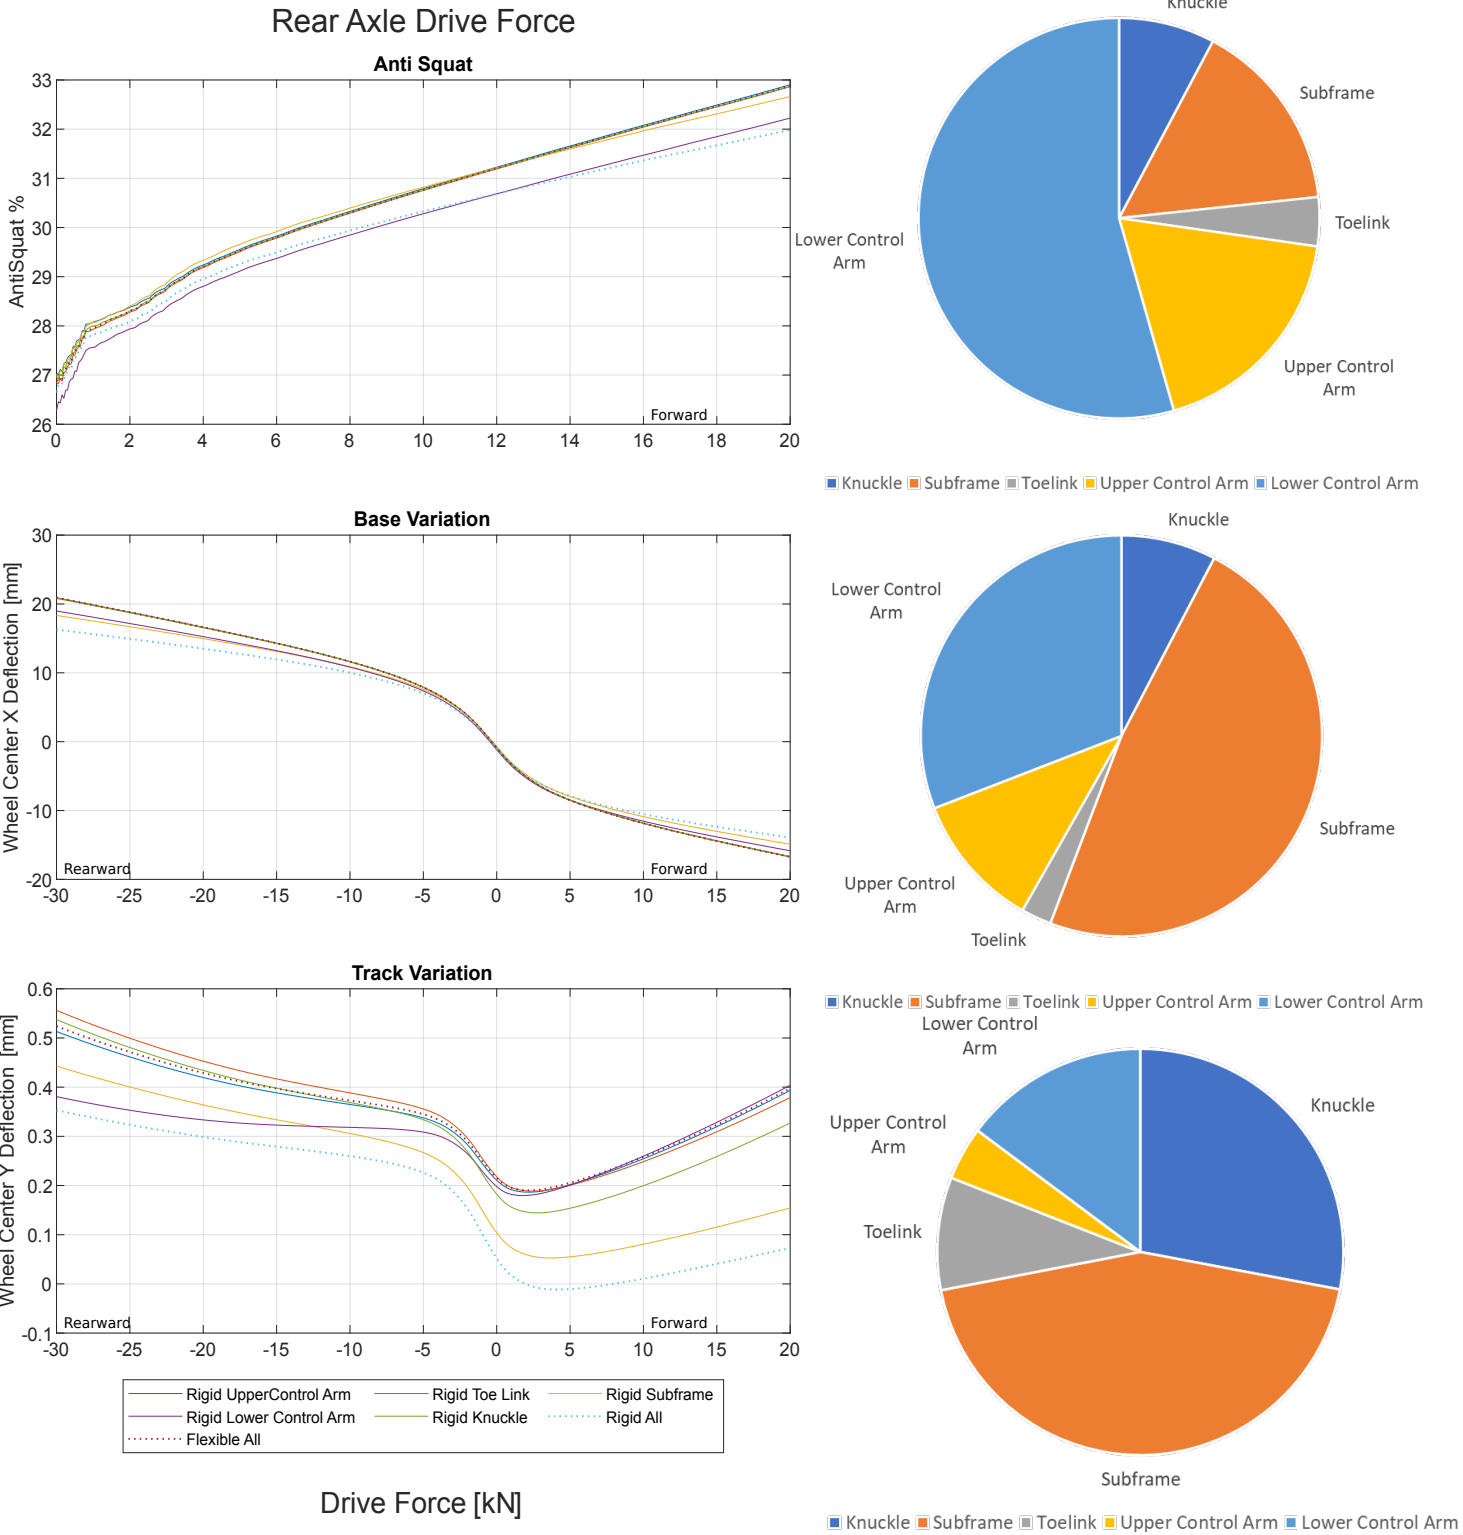 Rear Axle Drive Force
Anti Squat
AntiSquat %
33
32
31
30
29
28
27
26
0 2 4 6 8 10 12 14 16 18 20
Forward
Knuckle
Subframe
Toelink
Upper Control
Arm
Lower Control
Arm
Knuckle Subframe Toelink Upper Control Arm Lower Control Arm
Base Variation
Wheel Center X Deflection [mm]
30
20
10
0
-10
-20
-30 -25 -20 -15 -10 -5 0 5 10 15 20
Rearward
Forward
Knuckle
Lower Control
Arm
Subframe
Upper Control
Arm
Toelink
Knuckle Subframe Toelink Upper Control Arm Lower Control Arm
Track Variation
Wheel Center Y Deflection [mm]
0.6
0.5
0.4
0.3
0.2
0.1
0
-0.1
-30 -25 -20 -15 -10 -5 0 5 10 15 20
Rearward
Forward
Lower Control
Arm
Knuckle
Upper Control
Arm
Toelink
Subframe
Knuckle Subframe Toelink Upper Control Arm Lower Control Arm
Rigid UpperControl Arm Rigid Toe Link Rigid Subframe
Rigid Lower Control Arm Rigid Knuckle Rigid All
Flexible All
Drive Force [kN]